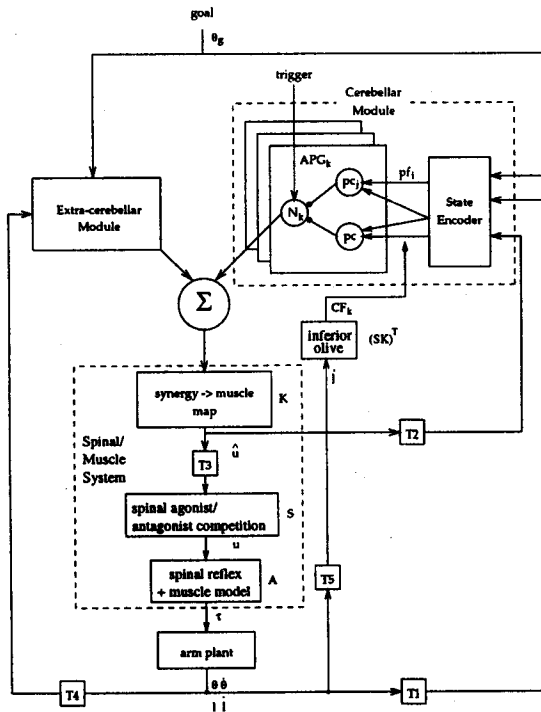 goal
θg
trigger
Cerebellar
Module
APGk
pcj
pfi
Nk
pc
State
Encoder
Extra-cerebellar
Module
Σ
CFk
inferior
olive
(SK)^T
synergy -> muscle
map
K
Spinal/
Muscle
System
û
T2
T3
spinal agonist/
antagonist competition
S
u
spinal reflex
+ muscle model
A
T5
τ
arm plant
T4
θ θ̇
T1